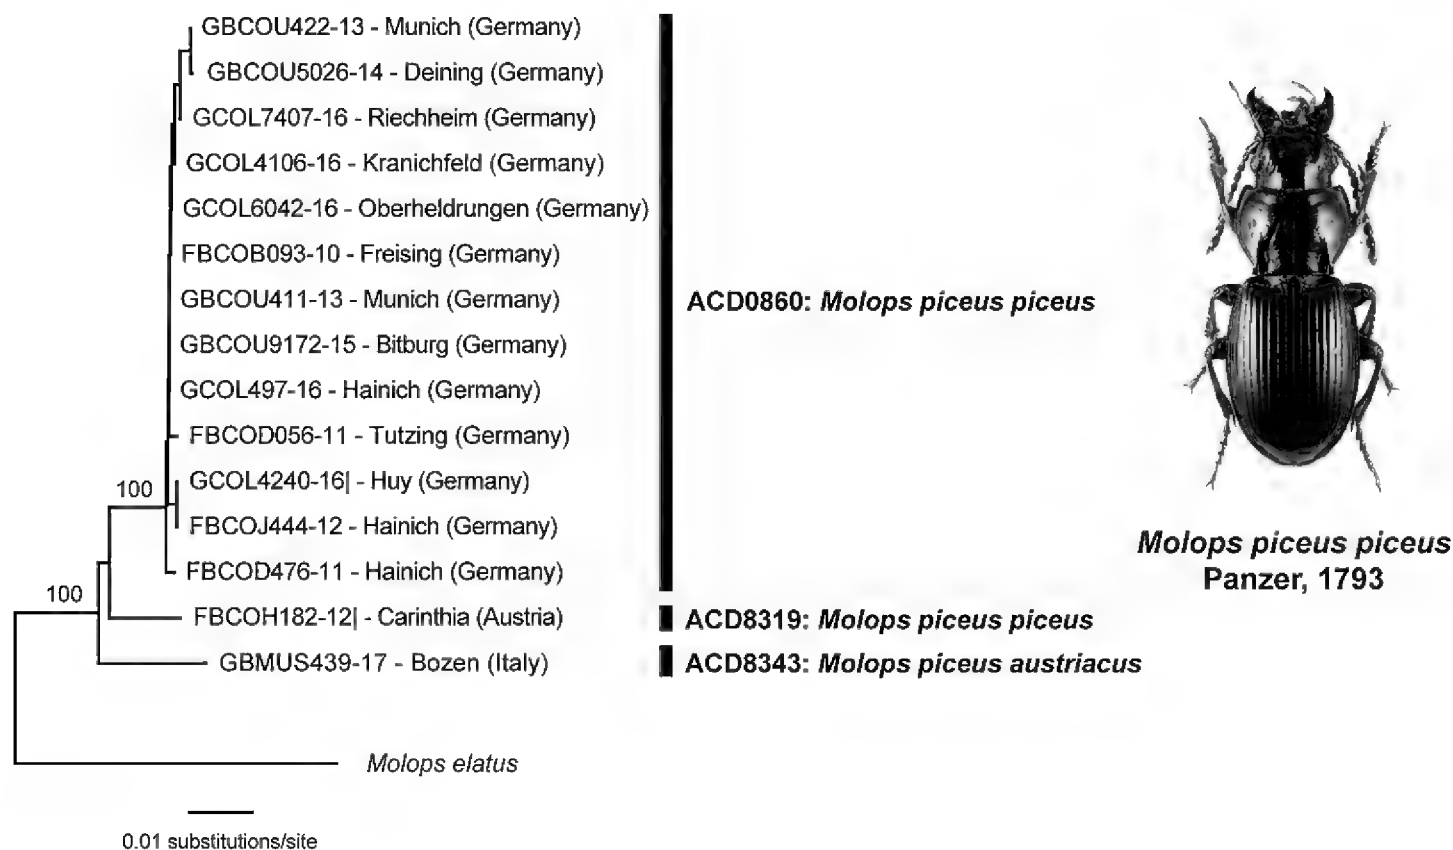 GBCOU422-13 - Munich (Germany)
GBCOU5026-14 - Deining (Germany)
GCOL7407-16 - Riechheim (Germany)
GCOL4106-16 - Kranichfeld (Germany)
GCOL6042-16 - Oberheldrungen (Germany)
FBCOB093-10 - Freising (Germany)
GBCOU411-13 - Munich (Germany)
ACD0860: Molops piceus piceus
GBCOU9172-15 - Bitburg (Germany)
GCOL497-16 - Hainich (Germany)
FBCOD056-11 - Tutzing (Germany)
100
GCOL4240-16| - Huy (Germany)
FBCOJ444-12 - Hainich (Germany)
FBCOD476-11 - Hainich (Germany)
Molops piceus piceus
Panzer, 1793
100
FBCOH182-12| - Carinthia (Austria)
ACD8319: Molops piceus piceus
GBMUS439-17 - Bozen (Italy)
ACD8343: Molops piceus austriacus
Molops elatus
0.01 substitutions/site